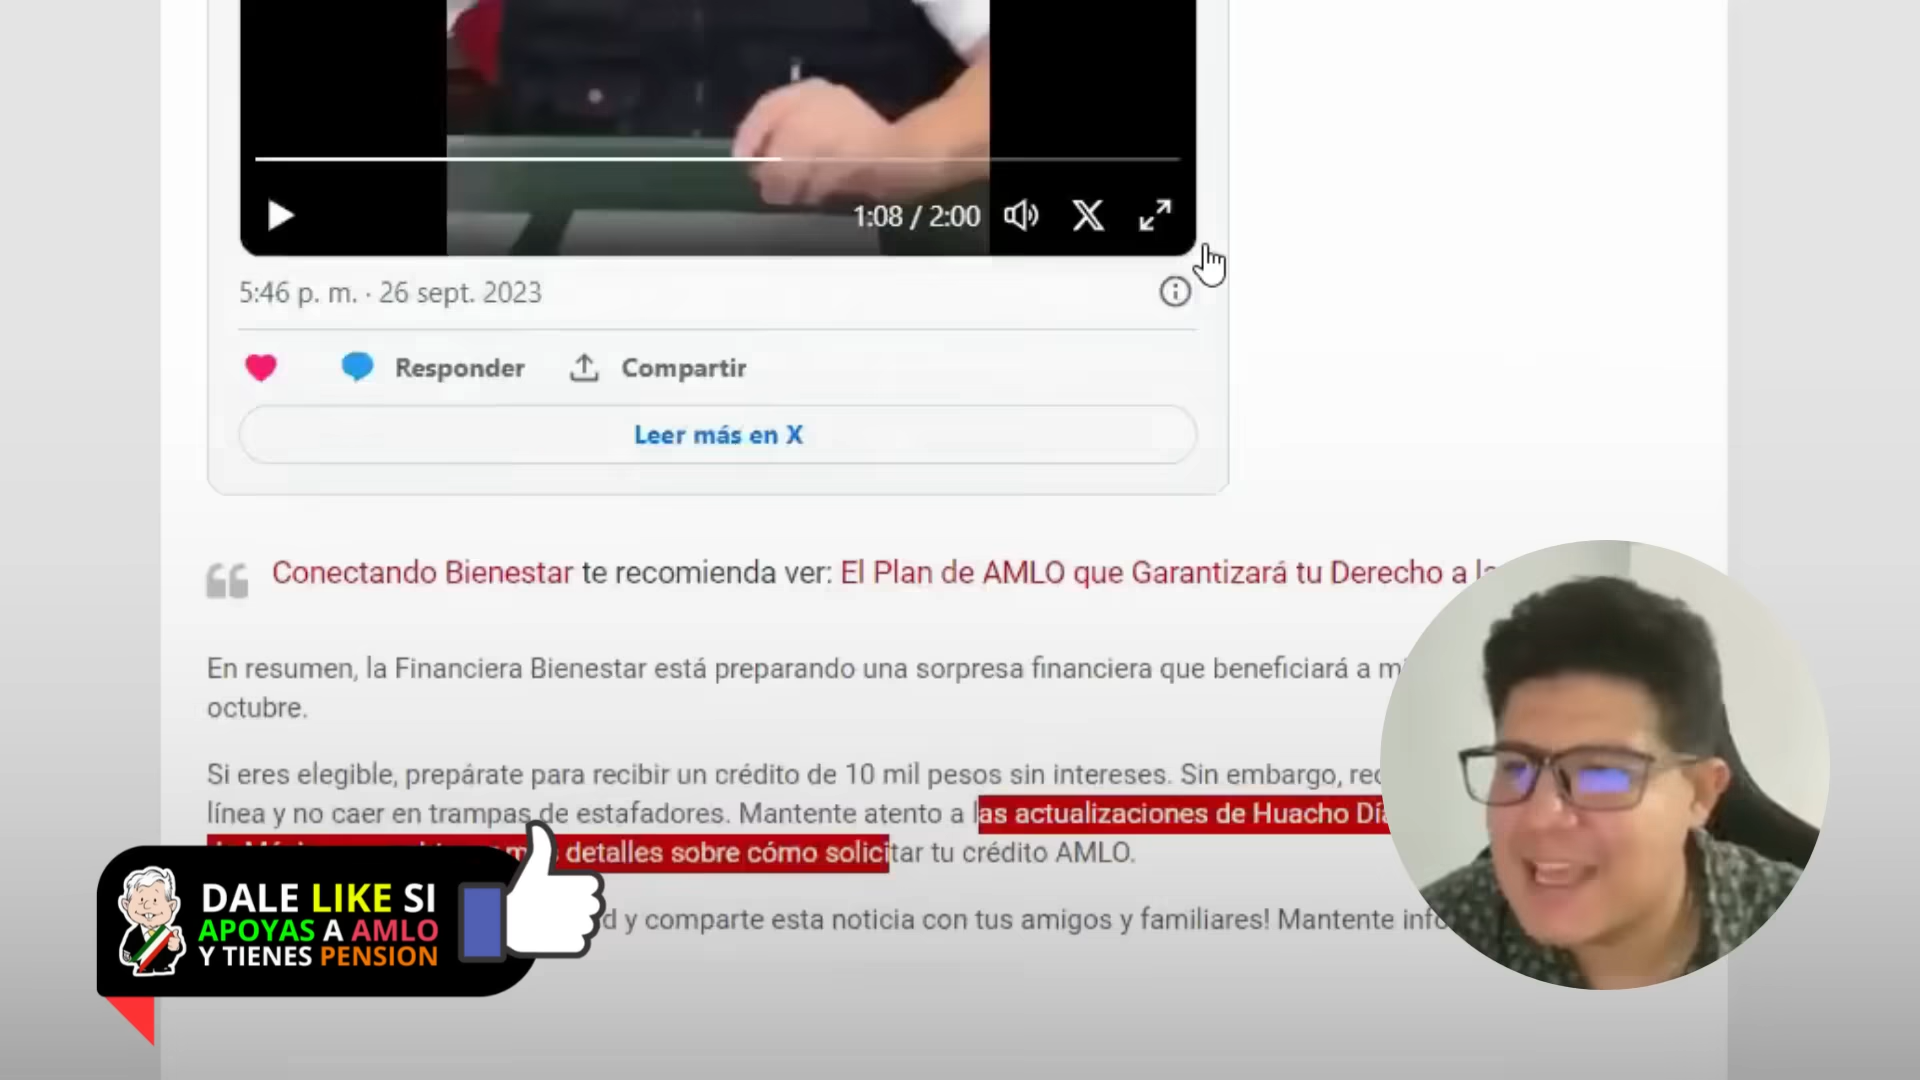 1:08 / 2:00
X
5:46 p. m. · 26 sept. 2023
Responder
Compartir
Leer más en X
Conectando Bienestar te recomienda ver: El Plan de AMLO que Garantizará tu Derecho a
En resumen, la Financiera Bienestar está preparando una sorpresa financiera que beneficiará a
octubre.
Si eres elegible, prepárate para recibir un crédito de 10 mil pesos sin intereses. Sin embargo,
línea y no caer en trampas de estafadores. Mantente atento a las actualizaciones de Huacho
detalles sobre cómo solicitar tu crédito AMLO.
y comparte esta noticia con tus amigos y familiares! Mantente
DALE LIKE SI
APOYAS A AMLO
Y TIENES PENSION